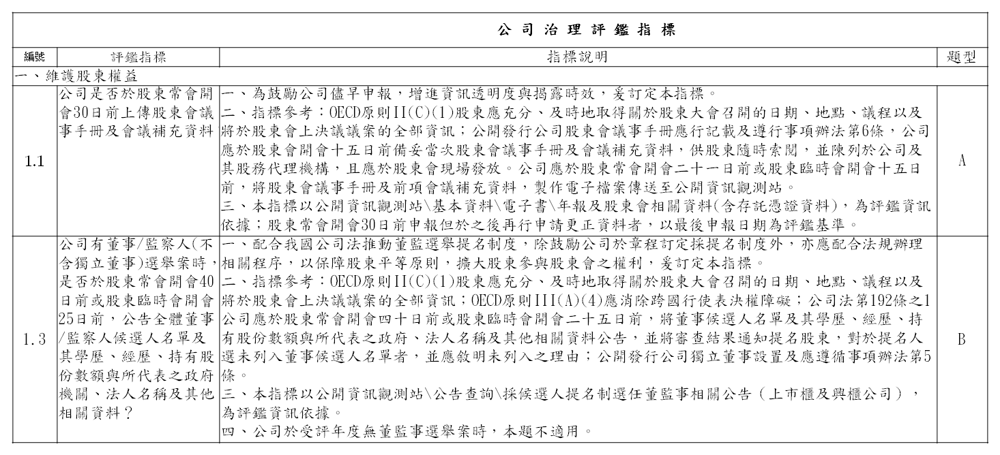 公司治理評鑑指標
編號 評鑑指標 指標說明 題型
一、維護股東權益
1.1
公司是否於股東常會開
會30日前上傳股東會議
事手冊及會議補充資料
一、為鼓勵公司儘早申報，增進資訊透明度與揭露時效，爰訂定本指標。
二、指標參考：OECD原則II(C)(1)股東應充分、及時地取得關於股東大會召開的日期、地點、議程以及
將於股東會上決議議案的全部資訊；公開發行公司股東會議事手冊應行記載及遵行事項辦法第6條，公司
應於股東會開會十五日前備妥當次股東會議事手冊及會議補充資料，供股東隨時索閱，並陳列於公司及
其股務代理機構，且應於股東會現場發放。公司應於股東常會開會二十一日前或股東臨時會開會十五日
前，將股東會議事手冊及前項會議補充資料，製作電子檔案傳送至公開資訊觀測站。
三、本指標以公開資訊觀測站\基本資料\電子書\年報及股東會相關資料(含存託憑證資料)，為評鑑資訊
依據；股東常會開會30日前申報但於之後再行申請更正資料者，以最後申報日期為評鑑基準。
A
1.3
公司有董事/監察人(不
含獨立董事)選舉案時，
是否於股東常會開會40
日前或股東臨時會開會
25日前，公告全體董事
/監察人候選人名單及
其學歷、經歷、持有股
份數額與所代表之政府
機關、法人名稱及其他
相關資料？
一、配合我國公司法推動董監選舉提名制度，除鼓勵公司於章程訂定採提名制度外，亦應配合法規辦理
相關程序，以保障股東平等原則，擴大股東參與股東會之權利，爰訂定本指標。
二、指標參考：OECD原則II(C)(1)股東應充分、及時地取得關於股東大會召開的日期、地點、議程以及
將於股東會上決議議案的全部資訊；OECD原則III(A)(4)應消除跨國行使表決權障礙；公司法第192條之1
公司應於股東常會開會四十日前或股東臨時會開會二十五日前，將董事候選人名單及其學歷、經歷、持
有股份數額與所代表之政府、法人名稱及其他相關資料公告，並將審查結果通知提名股東，對於提名人
選未列入董事候選人名單者，並應敘明未列入之理由；公開發行公司獨立董事設置及應遵循事項辦法第5
條。
三、本指標以公開資訊觀測站\公告查詢\採候選人提名制選任董監事相關公告（上市櫃及興櫃公司），
為評鑑資訊依據。
四、公司於受評年度無董監事選舉案時，本題不適用。
B